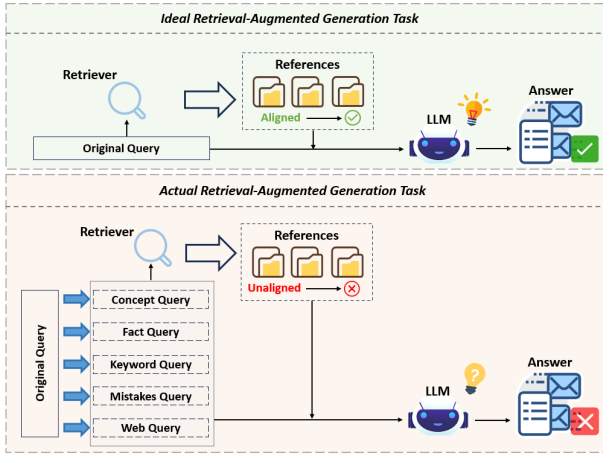 Ideal Retrieval-Augmented Generation Task
Retriever
References
Aligned
Original Query
LLM
Answer
Actual Retrieval-Augmented Generation Task
Retriever
References
Unaligned
Original Query
Concept Query
Fact Query
Keyword Query
Mistakes Query
Web Query
LLM
?
Answer